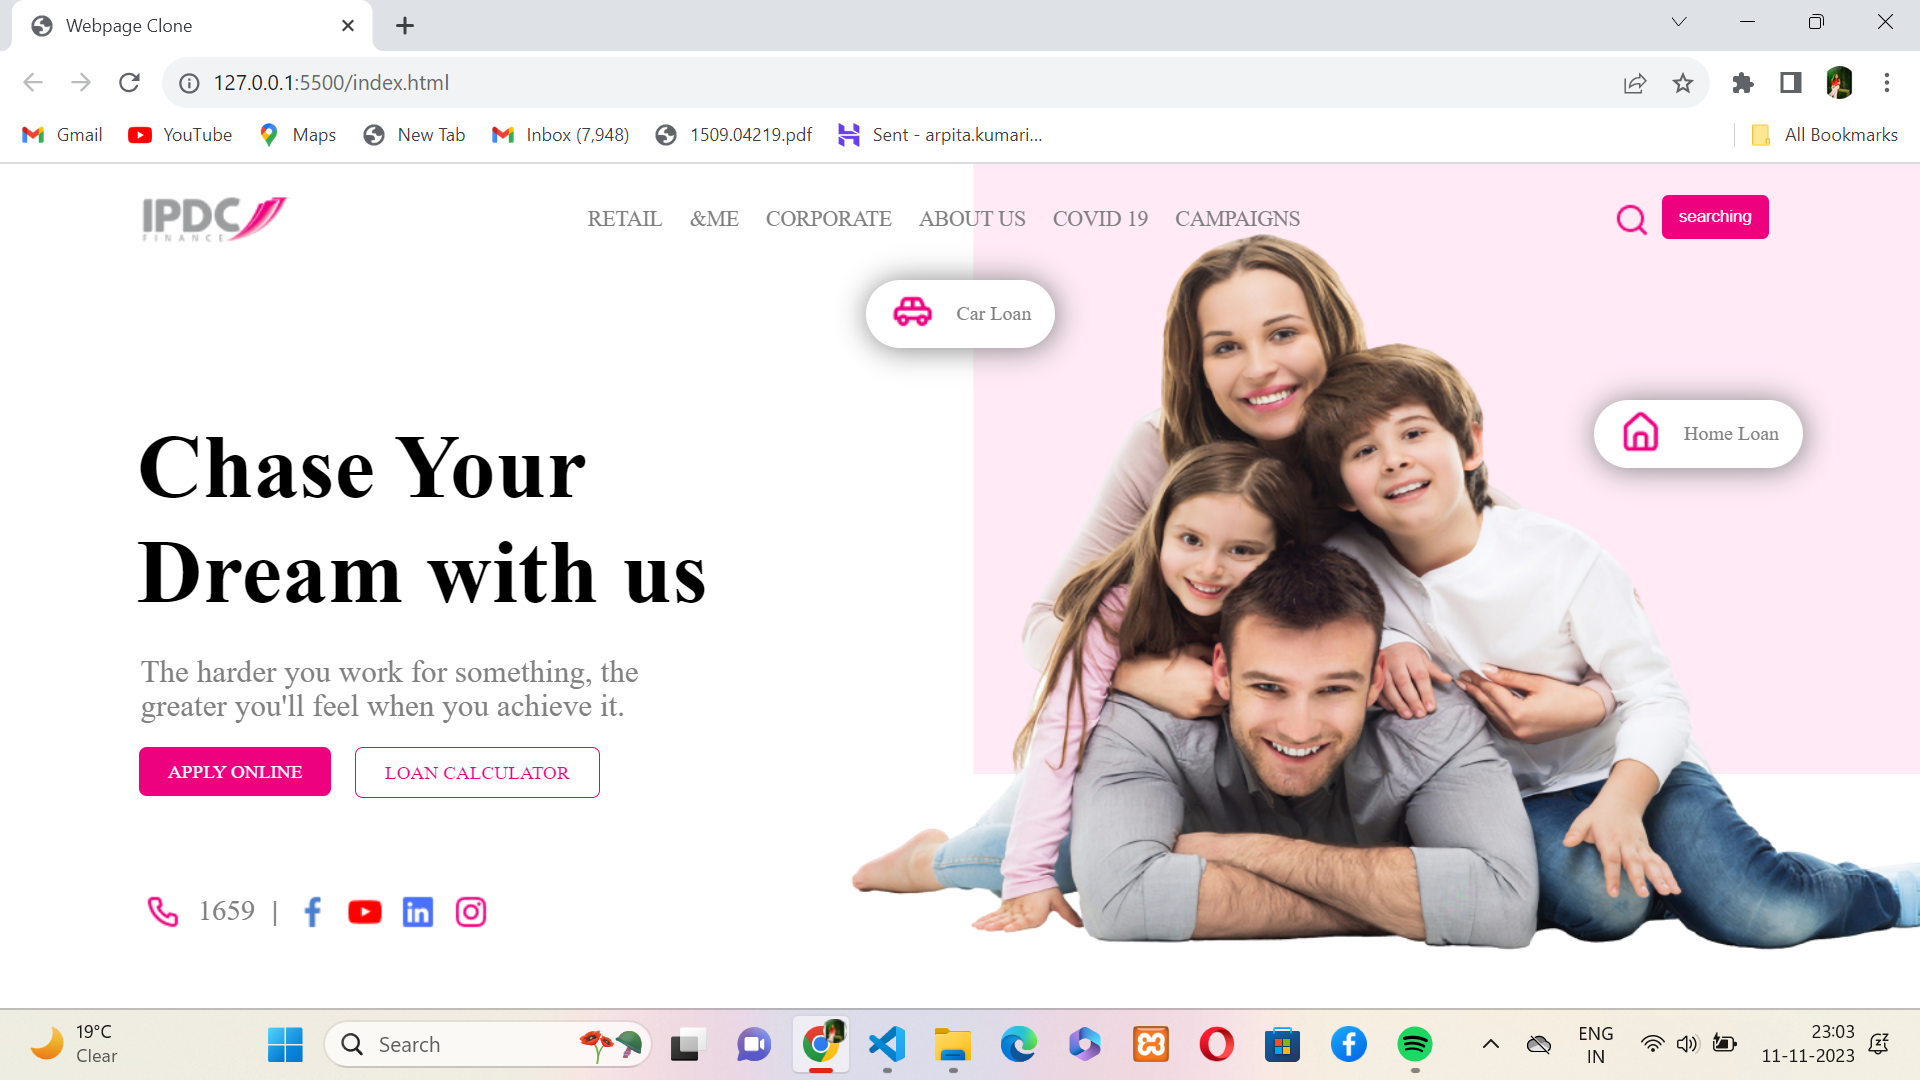 Webpage Clone
127.0.0.1:5500/index.html
Gmail YouTube Maps New Tab Inbox (7,948) 1509.04219.pdf Sent - arpita.kumari... All Bookmarks
IPDC
FINANCE
RETAIL &ME CORPORATE ABOUT US COVID 19 CAMPAIGNS
searching
Car Loan
Home Loan
Chase Your
Dream with us
The harder you work for something, the
greater you'll feel when you achieve it.
APPLY ONLINE LOAN CALCULATOR
1659 |
19°C
Clear
Search
ENG
IN
23:03
11-11-2023